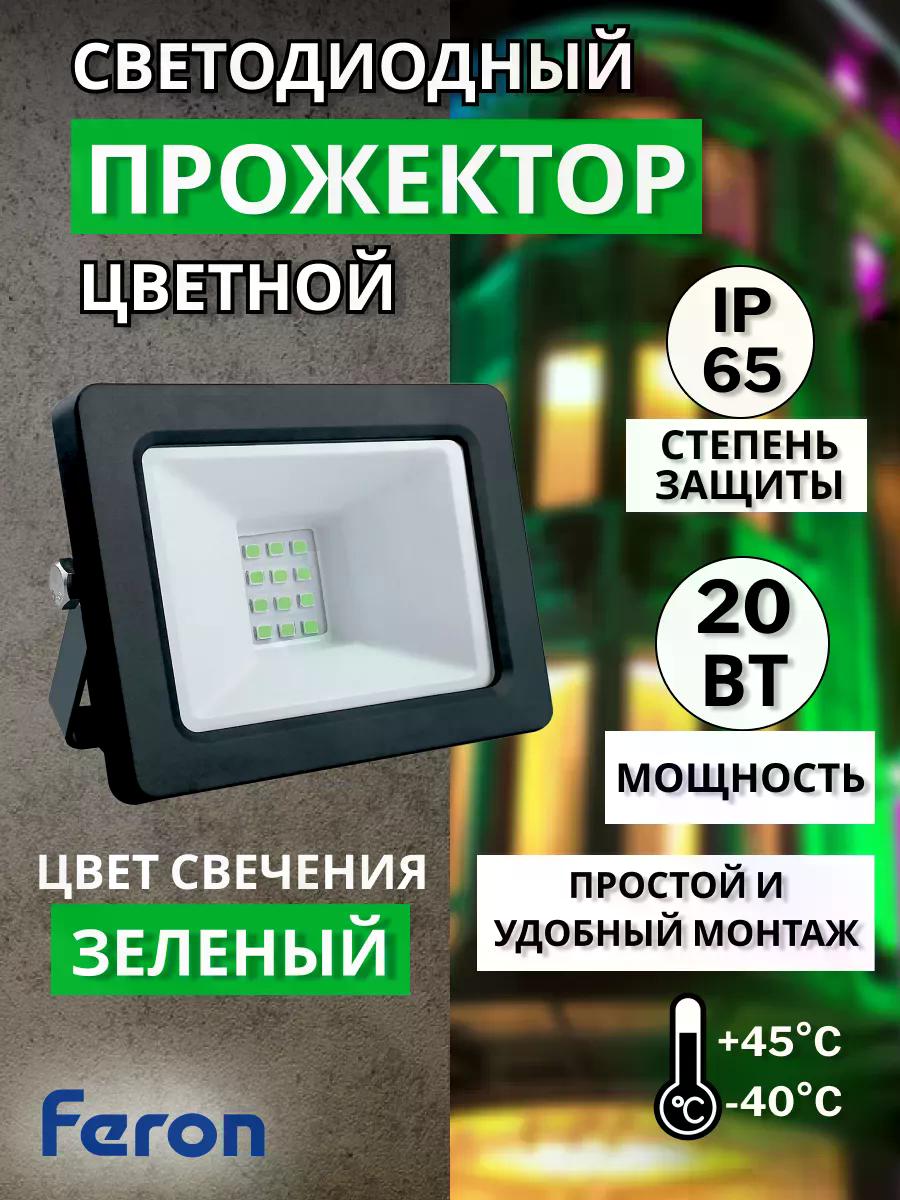 СВЕТОДИОДНЫЙ
ПРОЖЕКТОР
ЦВЕТНОЙ
IP
65
СТЕПЕНЬ
ЗАЩИТЫ
20
ВТ
МОЩНОСТЬ
ЦВЕТ СВЕЧЕНИЯ
ЗЕЛЕНЫЙ
ПРОСТОЙ И
УДОБНЫЙ МОНТАЖ
+45°C
°C
-40°C
Feron